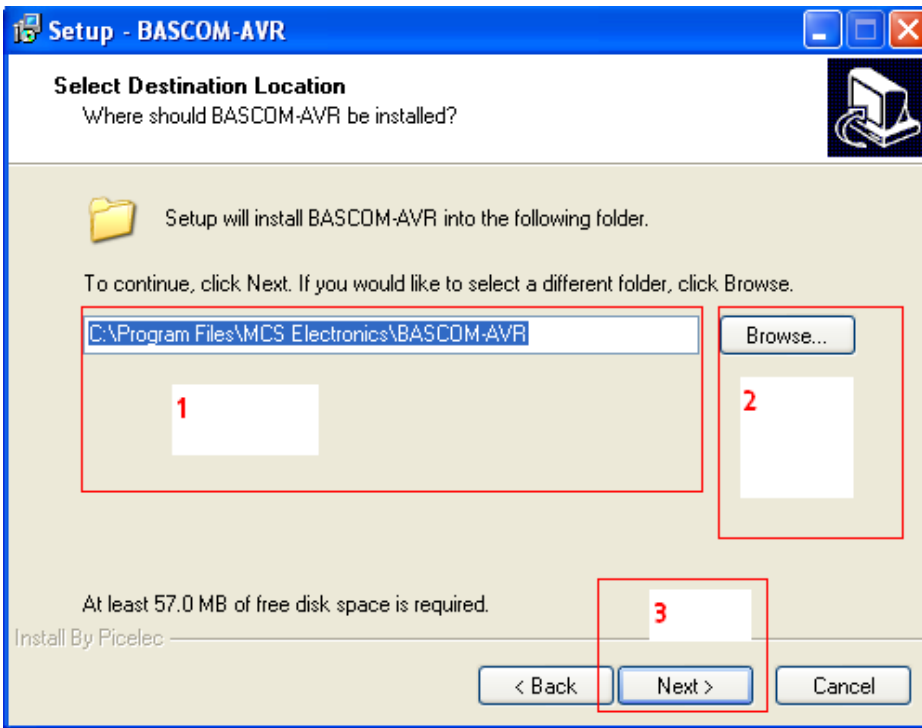 Setup - BASCOM-AVR
Select Destination Location
Where should BASCOM-AVR be installed?
Setup will install BASCOM-AVR into the following folder.
To continue, click Next. If you would like to select a different folder, click Browse.
C:\Program Files\MCS Electronics\BASCOM-AVR
Browse...
1
2
At least 57.0 MB of free disk space is required.
3
Install By Picelec
< Back
Next >
Cancel